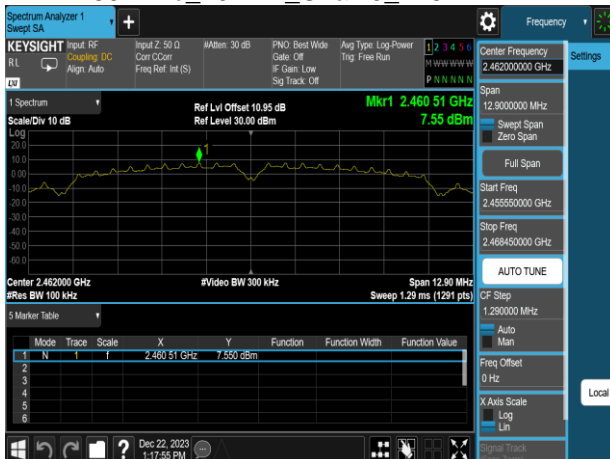 Spectrum Analyzer 1
Swept SA
+
Frequency
KEYSIGHT
RL
LXI
Input: RF
Coupling: DC
Align: Auto
Input Z: 50 Ω
Corr CCorr
Freq Ref: Int (S)
#Atten: 30 dB
PNO: Best Wide
Gate: Off
IF Gain: Low
Sig Track: Off
Avg Type: Log-Power
Trig: Free Run
1 2 3 4 5 6
M W W W W W
P N N N N N
1 Spectrum
Scale/Div 10 dB
Ref Lvl Offset 10.95 dB
Ref Level 30.00 dBm
Mkr1 2.460 51 GHz
7.55 dBm
Log
20.0
10.0
0.00
-10.0
-20.0
-30.0
-40.0
-50.0
-60.0
1
Center 2.462000 GHz
#Res BW 100 kHz
#Video BW 300 kHz
Span 12.90 MHz
Sweep 1.29 ms (1291 pts)
5 Marker Table
Mode Trace Scale X Y Function Function Width Function Value
1 N 1 f 2.460 51 GHz 7.550 dBm
2
3
4
5
6
?
Dec 22, 2023
1:17:55 PM
Center Frequency
2.462000000 GHz
Span
12.9000000 MHz
Swept Span
Zero Span
Full Span
Start Freq
2.455550000 GHz
Stop Freq
2.468450000 GHz
AUTO TUNE
CF Step
1.290000 MHz
Auto
Man
Freq Offset
0 Hz
X Axis Scale
Log
Lin
Signal Track
Settings
Local